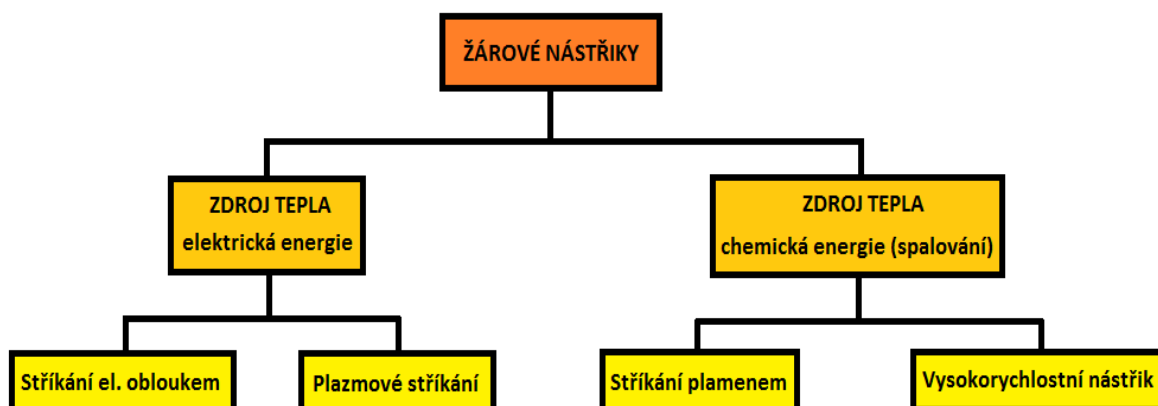 ŽÁROVÉ NÁSTŘIKY
ZDROJ TEPLA
elektrická energie
ZDROJ TEPLA
chemická energie (spalování)
Stříkání el. obloukem
Plazmové stříkání
Stříkání plamenem
Vysokorychlostní nástřik